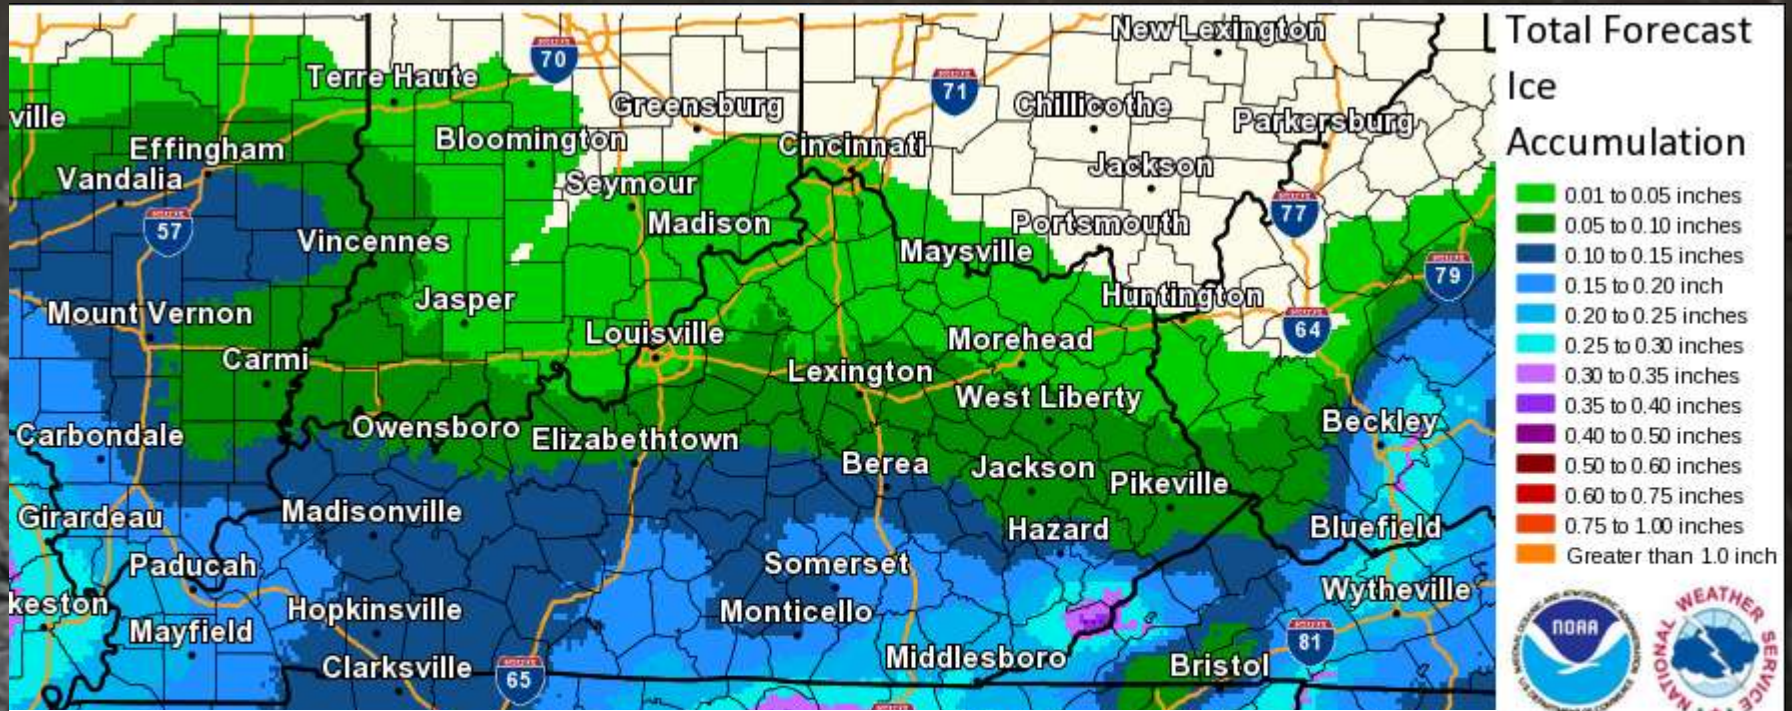 Total Forecast
Ice
Accumulation
0.01 to 0.05 inches
0.05 to 0.10 inches
0.10 to 0.15 inches
0.15 to 0.20 inch
0.20 to 0.25 inches
0.25 to 0.30 inches
0.30 to 0.35 inches
0.35 to 0.40 inches
0.40 to 0.50 inches
0.50 to 0.60 inches
0.60 to 0.75 inches
0.75 to 1.00 inches
Greater than 1.0 inch
New Lexington
70
Terre Haute
71
Greensburg
Chillicothe
ville
Parkersburg
Bloomington
Cincinnati
Effingham
Jackson
Vandalia
Seymour
77
57
Madison
Portsmouth
Vincennes
Maysville
79
Jasper
Huntington
Mount Vernon
Louisville
64
Morehead
Carmi
Lexington
West Liberty
Beckley
Owensboro
Carbondale
Elizabethtown
Berea
Jackson
Pikeville
Girardeau
Madisonville
Hazard
Bluefield
Paducah
Somerset
Wytheville
keston
Hopkinsville
Monticello
Mayfield
81
Middlesboro
Clarksville
Bristol
65
NOAA
NATIONAL WEATHER SERVICE